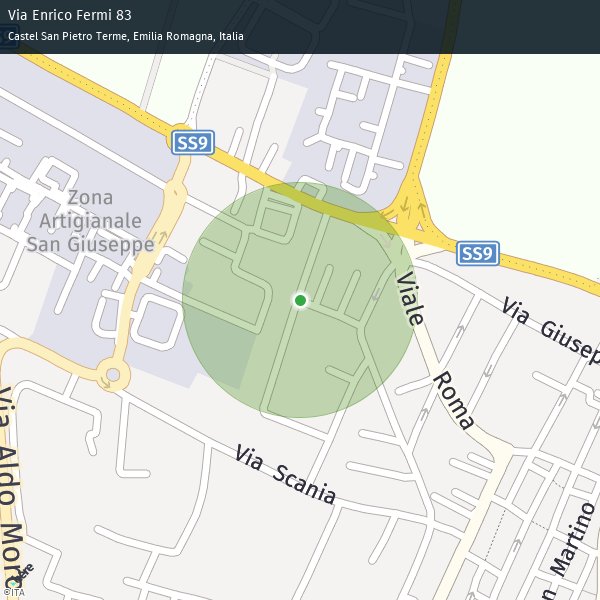 Via Enrico Fermi 83
Castel San Pietro Terme, Emilia Romagna, Italia
SS9
Zona
Artigianale
San Giuseppe
SS9
Viale
Roma
Via Giusep
Via Scania
Via Aldo Moro
n Martino
here
©ITA